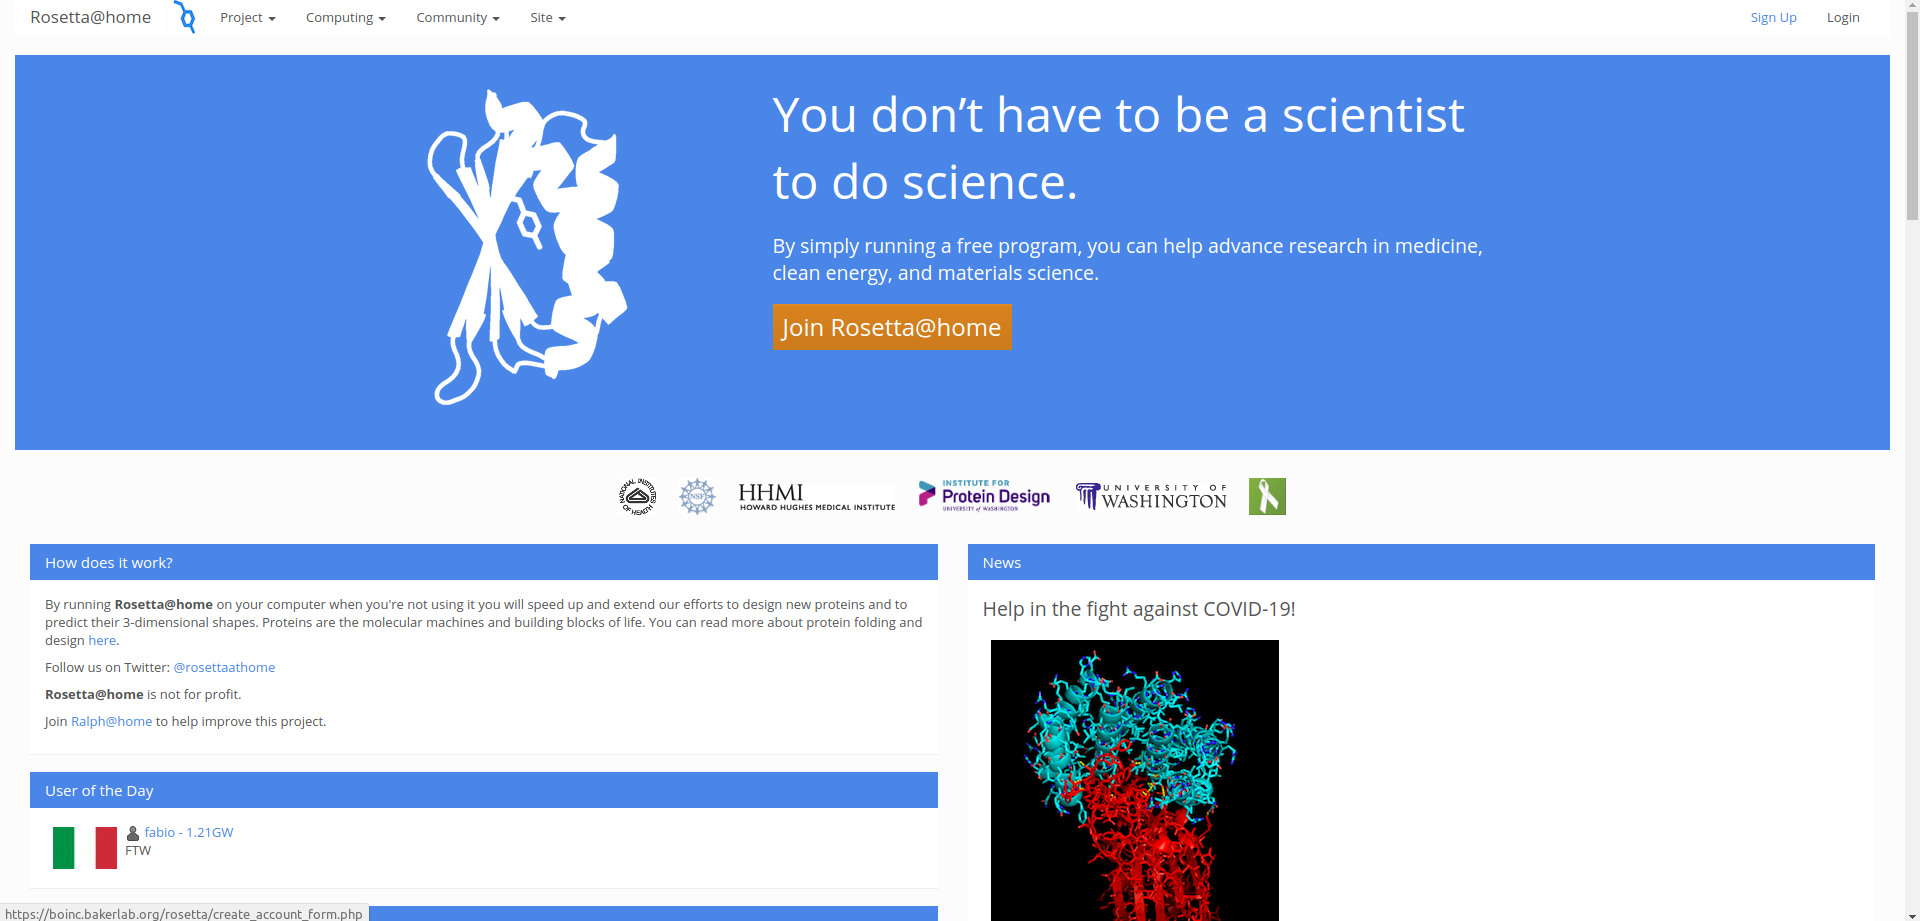 Rosetta@home Project Computing Community Site Sign Up Login
You don’t have to be a scientist
to do science.
By simply running a free program, you can help advance research in medicine,
clean energy, and materials science.
Join Rosetta@home
NATIONAL INSTITUTES OF HEALTH
NSF
HHMI
HOWARD HUGHES MEDICAL INSTITUTE
INSTITUTE FOR
Protein Design
UNIVERSITY of WASHINGTON
UNIVERSITY OF
WASHINGTON
How does it work?
By running Rosetta@home on your computer when you're not using it you will speed up and extend our efforts to design new proteins and to
predict their 3-dimensional shapes. Proteins are the molecular machines and building blocks of life. You can read more about protein folding and
design here.
Follow us on Twitter: @rosettaathome
Rosetta@home is not for profit.
Join Ralph@home to help improve this project.
User of the Day
fabio - 1.21GW
FTW
News
Help in the fight against COVID-19!
https://boinc.bakerlab.org/rosetta/create_account_form.php